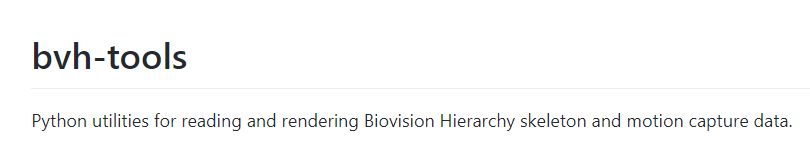 bvh-tools
Python utilities for reading and rendering Biovision Hierarchy skeleton and motion capture data.